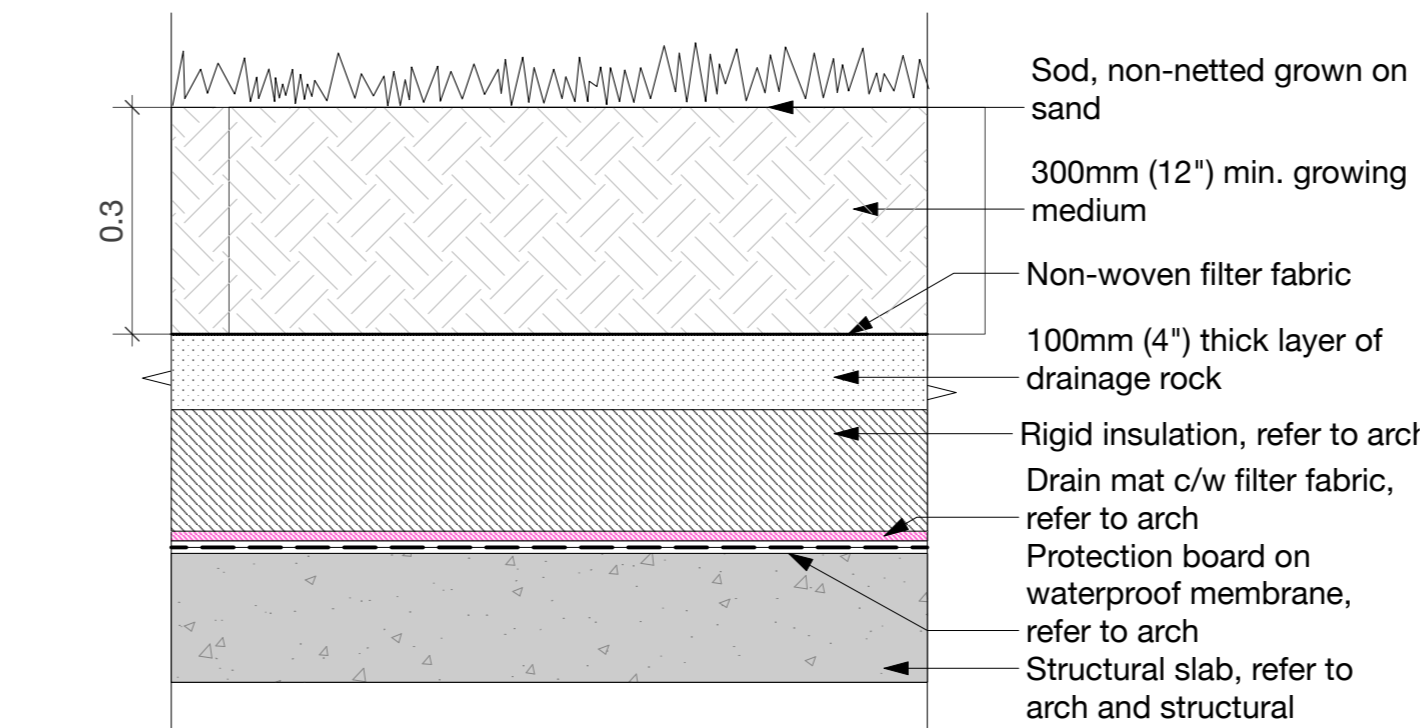 Sod, non-netted grown on
sand
300mm (12") min. growing
medium
0.3
Non-woven filter fabric
100mm (4") thick layer of
drainage rock
Rigid insulation, refer to arch
Drain mat c/w filter fabric,
refer to arch
Protection board on
waterproof membrane,
refer to arch
Structural slab, refer to
arch and structural